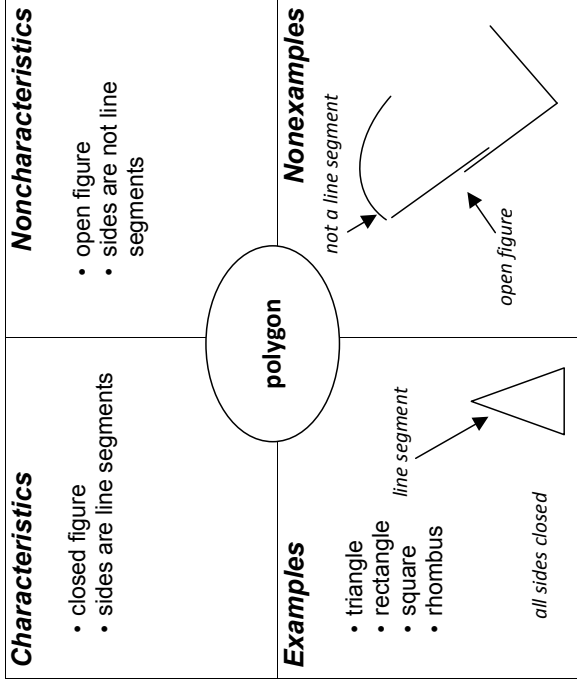 Characteristics
• closed figure
• sides are line segments
Noncharacteristics
• open figure
• sides are not line
segments
polygon
Examples
• triangle
• rectangle
• square
• rhombus
line segment
all sides closed
Nonexamples
not a line segment
open figure